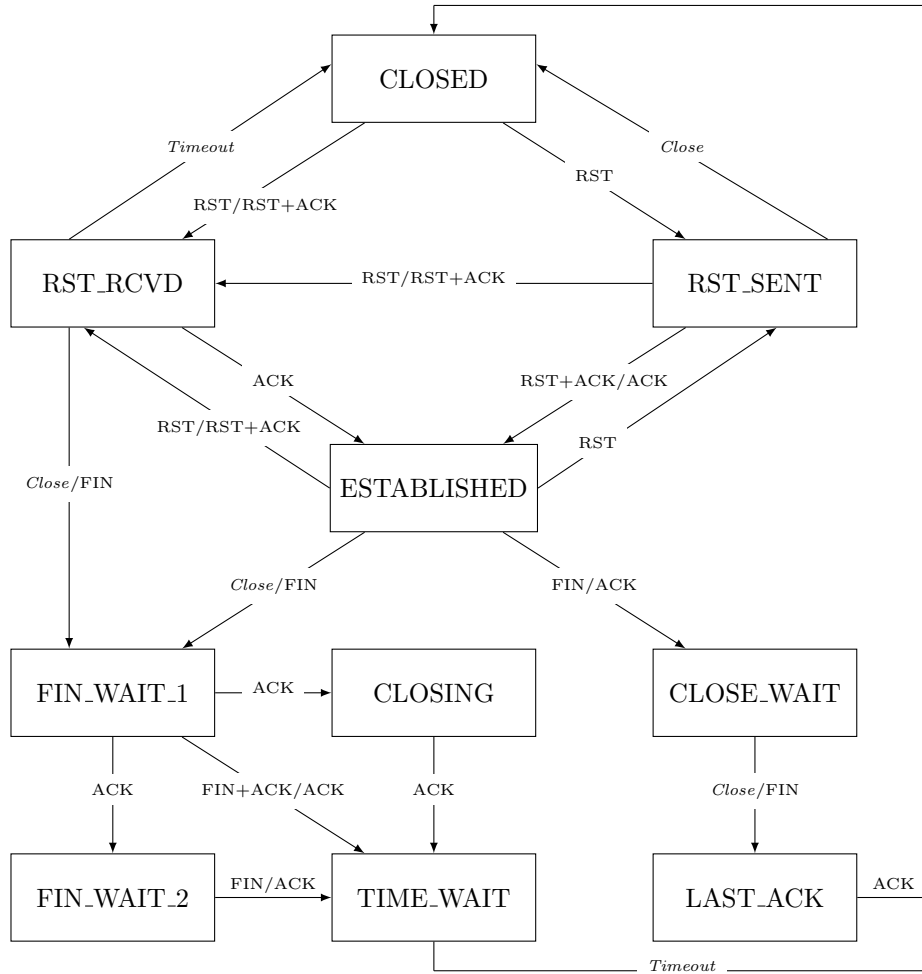 CLOSED
Timeout
Close
RST
RST/RST+ACK
RST_RCVD
RST/RST+ACK
RST_SENT
ACK
RST+ACK/ACK
RST/RST+ACK
RST
Close/FIN
ESTABLISHED
Close/FIN
FIN/ACK
FIN_WAIT_1
ACK
CLOSING
CLOSE_WAIT
ACK
FIN+ACK/ACK
ACK
Close/FIN
FIN_WAIT_2
FIN/ACK
TIME_WAIT
LAST_ACK
ACK
Timeout